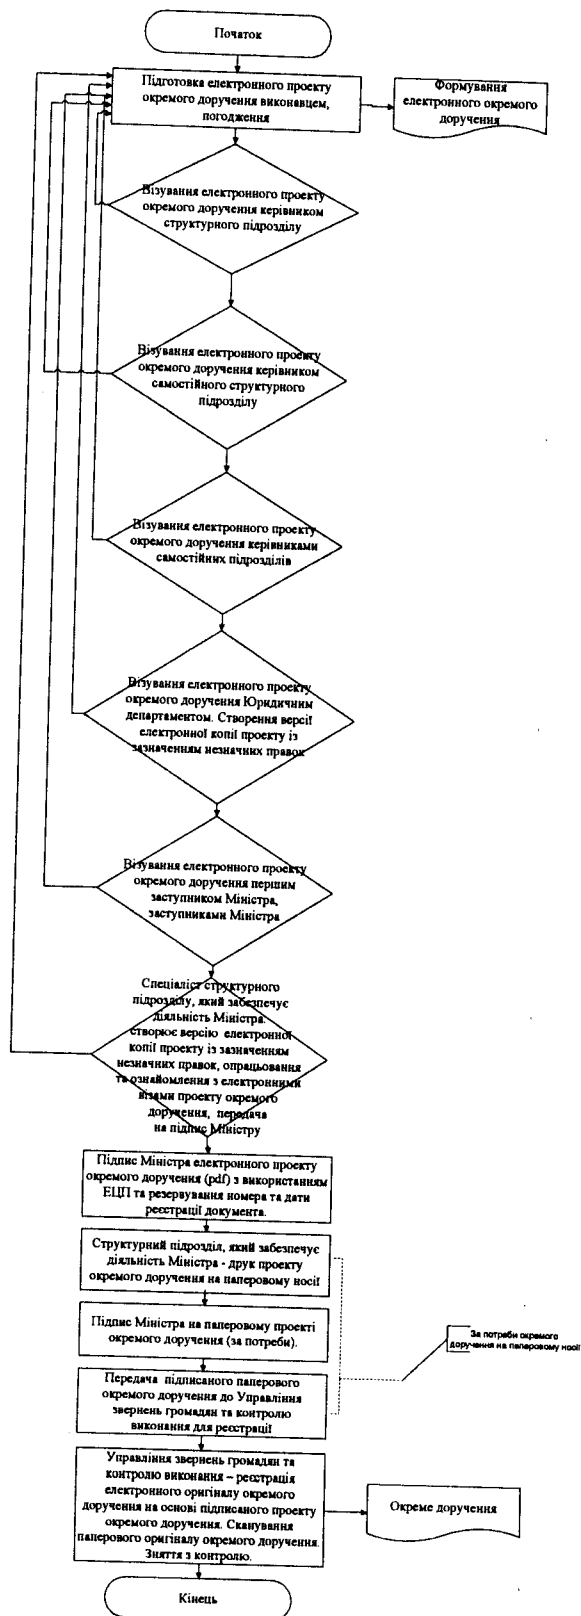 Початок
Підготовка електронного проекту
окремого доручення виконавцем,
погодження
Формування
електронного окремого
доручення
Візування електронного проекту
окремого доручення керівником
структурного підрозділу
Візування електронного проекту
окремого доручення керівником
самостійного структурного
підрозділу
Візування електронного проекту
окремого доручення керівниками
самостійних підрозділів
Візування електронного проекту
окремого доручення Юридичним
департаментом. Створення версії
електронної копії проекту із
зазначенням незначних правок
Візування електронного проекту
окремого доручення першим
заступником Міністра,
заступниками Міністра
Спеціаліст структурного
підрозділу, який забезпечує
діяльність Міністра:
створює версію електронної
копії проекту із зазначенням
незначних правок, опрацьовання
та ознайомлення з електронними
візами проекту окремого
доручення, передача
на підпис Міністру
Підпис Міністра електронного проекту
окремого доручення (pdf) з використанням
ЕЦП та резервування номера та дати
реєстрації документа.
Структурний підрозділ, який забезпечує
діяльність Міністра - друк проекту
окремого доручення на паперовому носії
Підпис Міністра на паперовому проекті
окремого доручення (за потреби).
За потреби окремого
доручення на паперовому носії
Передача підписаного паперового
окремого доручення до Управління
звернень громадян та контролю
виконання для реєстрації
Управління звернень громадян та
контролю виконання – реєстрація
електронного оригіналу окремого
доручення на основі підписаного проекту
окремого доручення. Сканування
паперового оригіналу окремого доручення.
Зняття з контролю.
Окреме доручення
Кінець